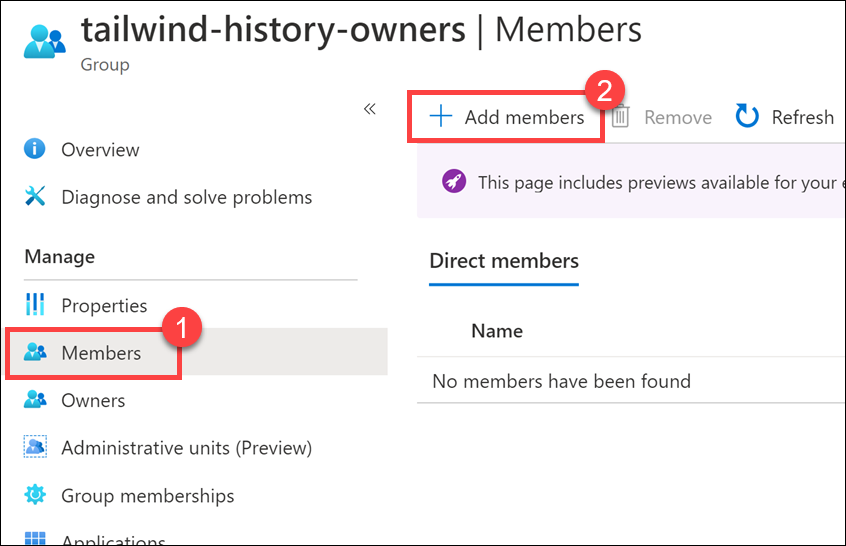 tailwind-history-owners | Members
Group
«
2
+ Add members
Remove
Refresh
Overview
Diagnose and solve problems
This page includes previews available for your e
Manage
Direct members
Properties
1
Members
Name
No members have been found
Owners
Administrative units (Preview)
Group memberships
Applications